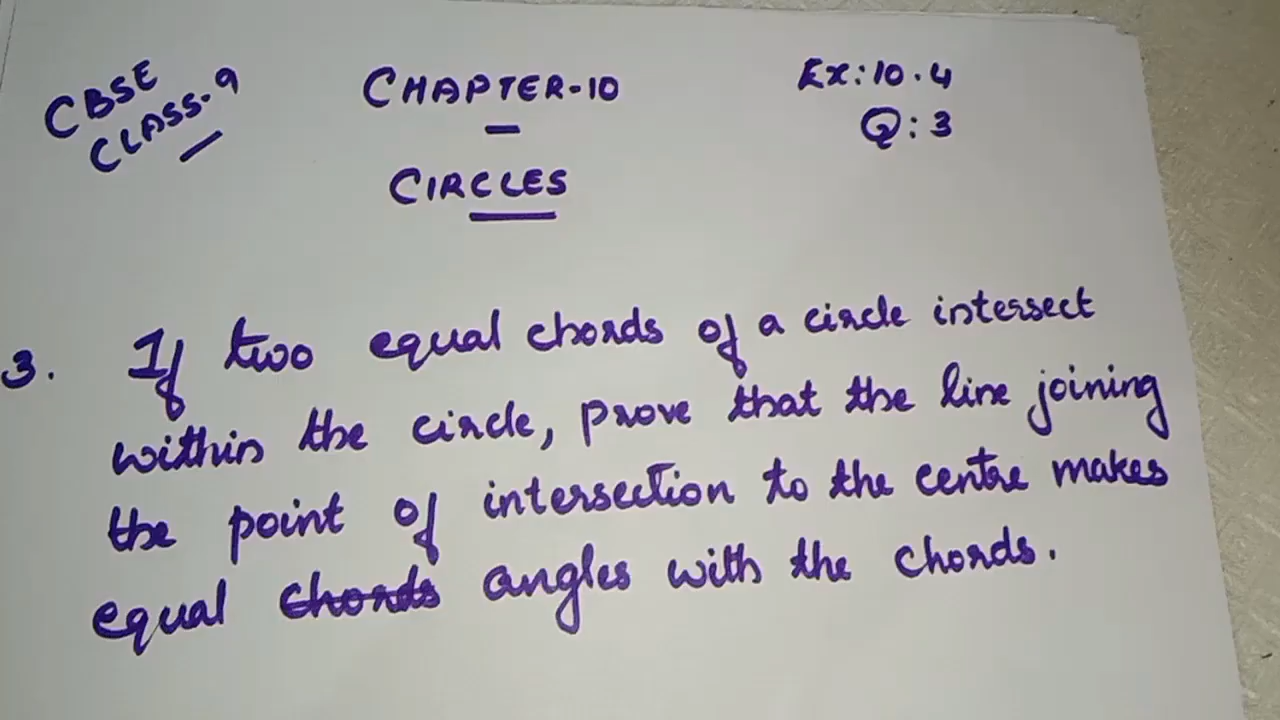 CBSE
CLASS-9
CHAPTER-10
CIRCLES
Ex:10.4
Q:3
3. If two equal chords of a circle intersect
within the circle, prove that the line joining
the point of intersection to the centre makes
equal chords angles with the chords.